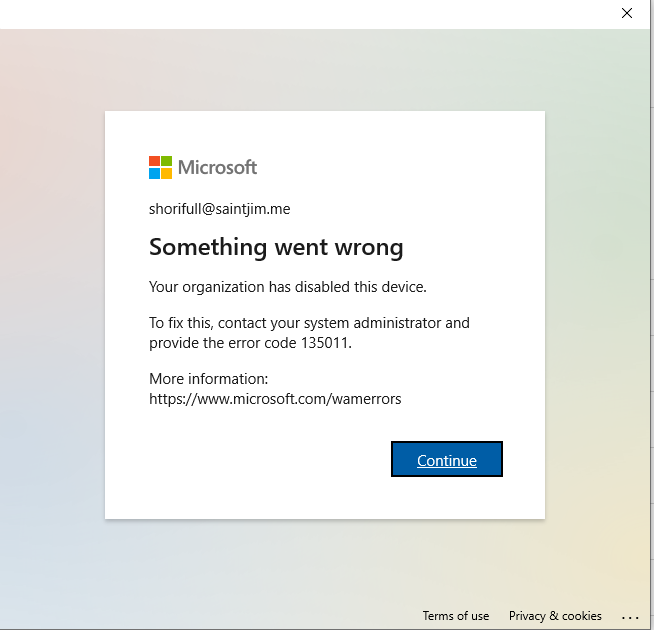 Microsoft
shorifull@saintjim.me
Something went wrong
Your organization has disabled this device.
To fix this, contact your system administrator and
provide the error code 135011.
More information:
https://www.microsoft.com/wamerrors
Continue
Terms of use Privacy & cookies ...